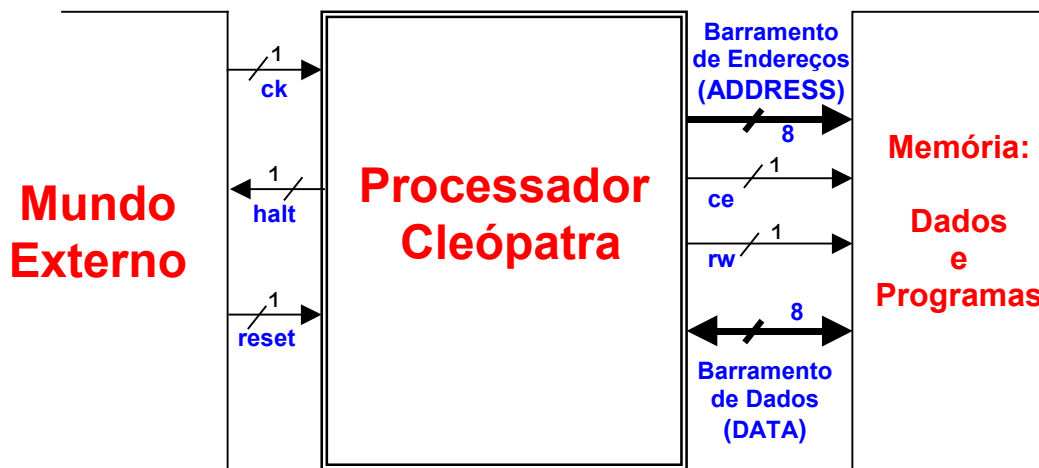 Mundo
Externo
1
ck
1
halt
1
reset
Processador
Cleópatra
Barramento
de Endereços
(ADDRESS)
8
1
ce
1
rw
8
Barramento
de Dados
(DATA)
Memória:
Dados
e
Programas